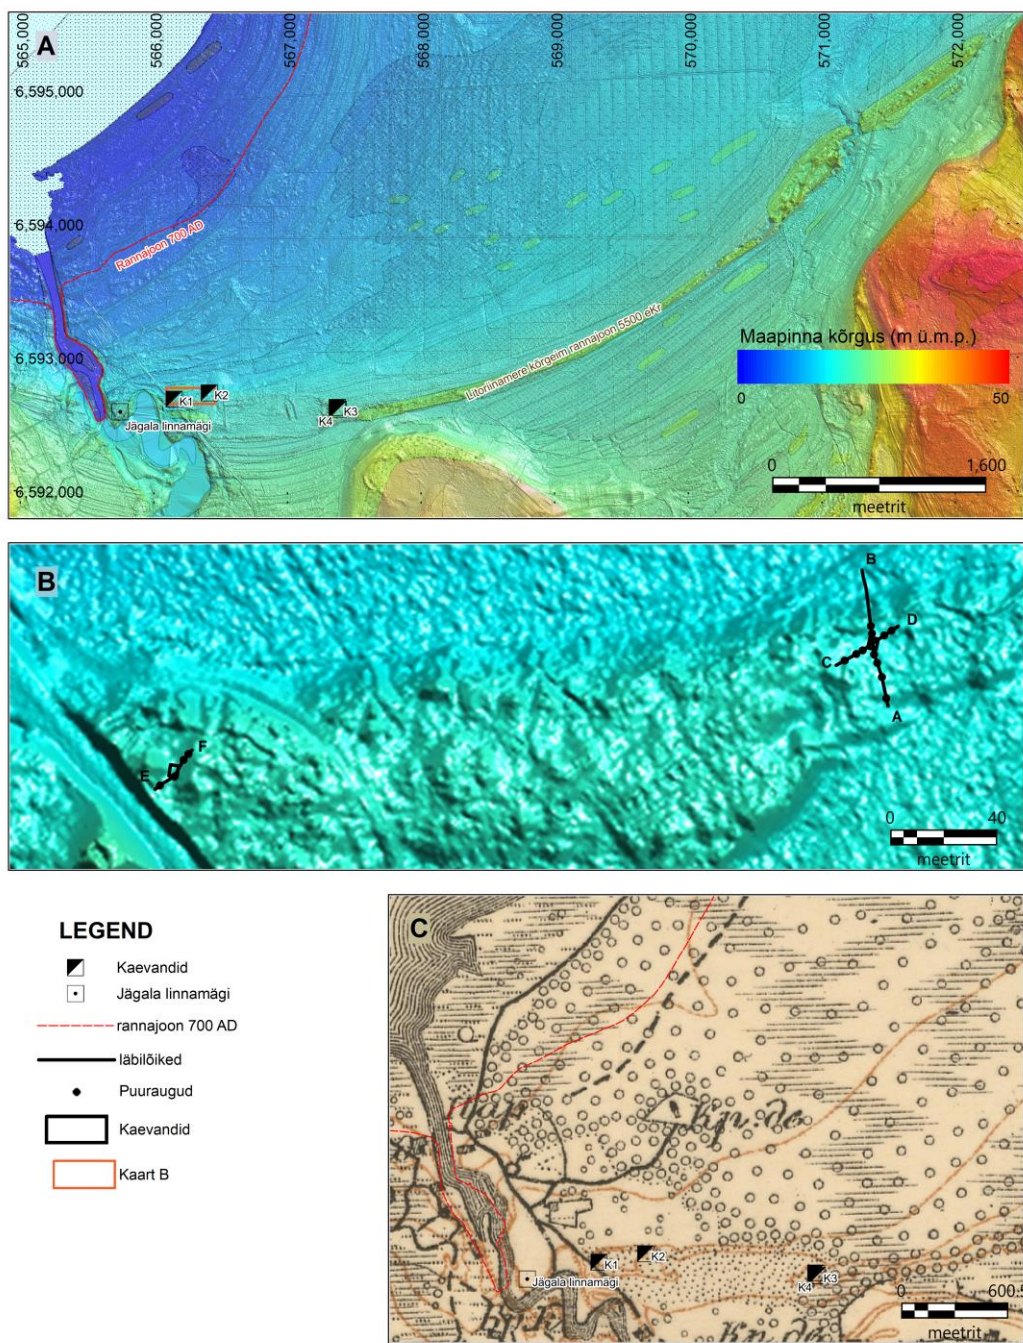 A
565,000
566,000
567,000
568,000
569,000
570,000
571,000
572,000
6,595,000
6,594,000
6,593,000
6,592,000
Rannajoon 700 AD
Litoriinamere kõrgeim rannajoon 5500 eKr
K1
K2
K3
K4
Jägala linnamägi
Maapinna kõrgus (m ü.m.p.)
0
50
0
1,600
meetrit
B
B
D
C
A
F
E
0
40
meetrit
LEGEND
Kaevandid
Jägala linnamägi
rannajoon 700 AD
läbilõiked
Puuraugud
Kaevandid
Kaart B
C
K1
K2
K3
K4
Jägala linnamägi
0
600.5
meetrit